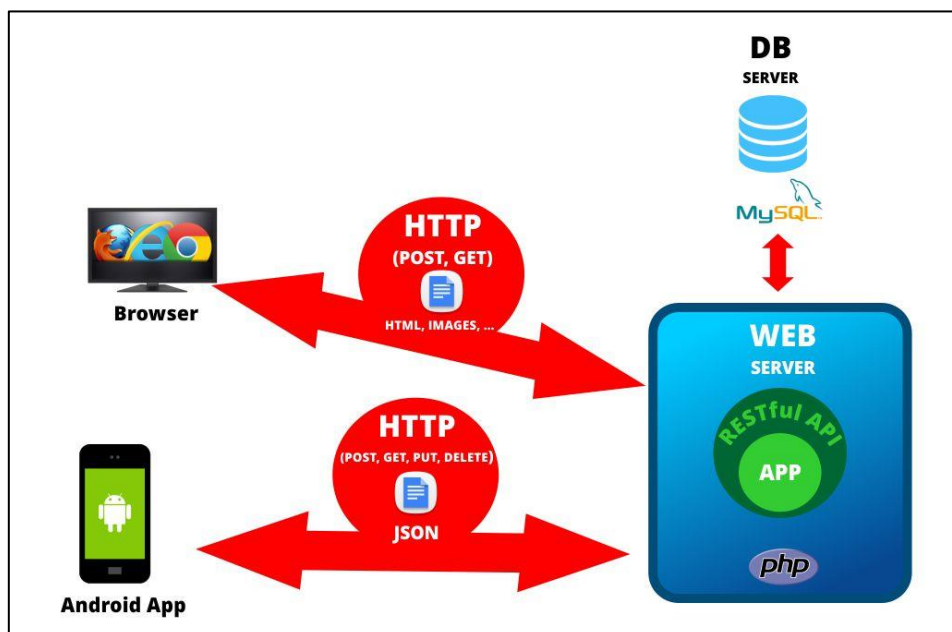 DB
SERVER
MySQL
HTTP
(POST, GET)
HTML, IMAGES, ...
Browser
WEB
SERVER
RESTful API
APP
php
HTTP
(POST, GET, PUT, DELETE)
JSON
Android App